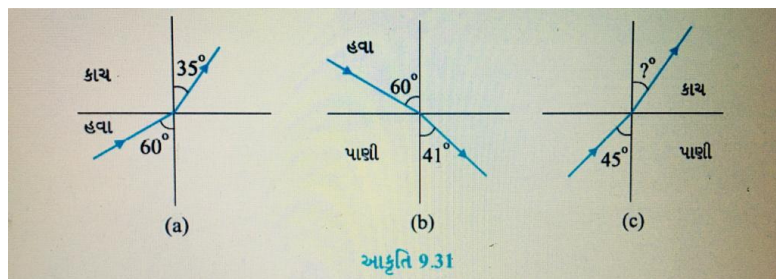 કાચ
35°
હવા
60°
(a)
હવા
60°
પાણી
41°
(b)
?°
કાચ
45°
પાણી
(c)
આકૃતિ 9.31